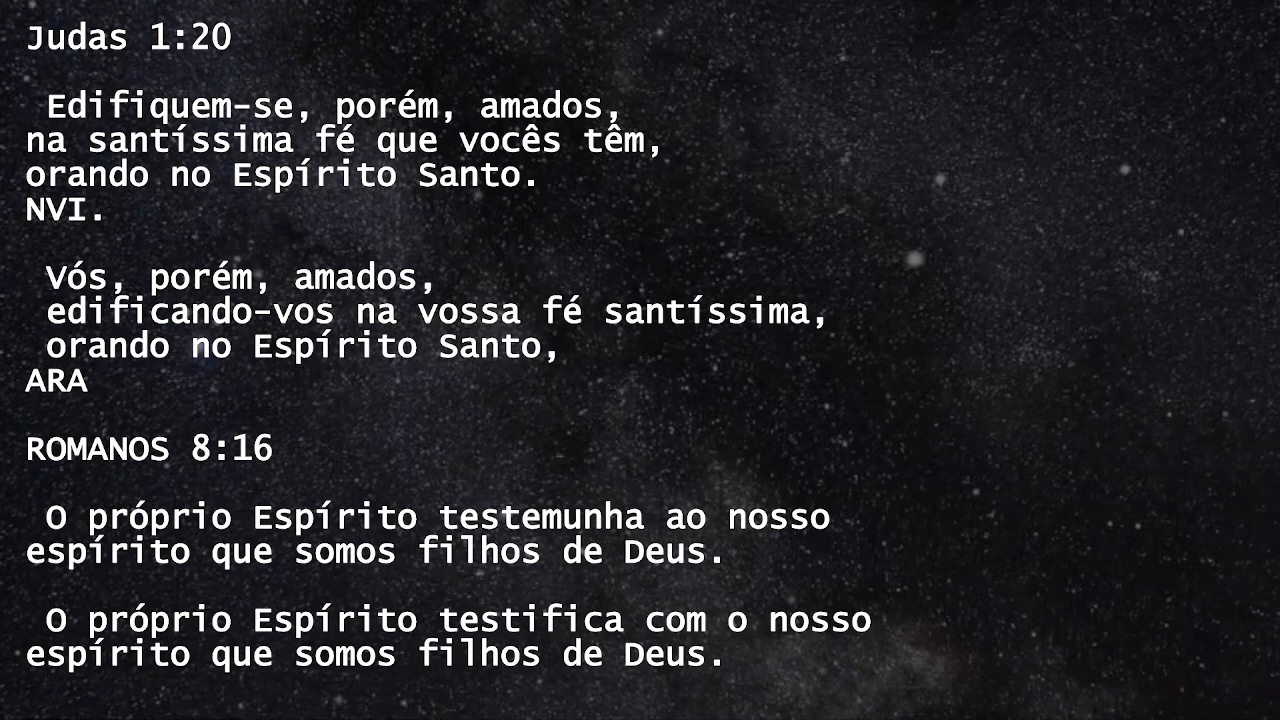 Judas 1:20
Edifiquem-se, porém, amados,
na santíssima fé que vocês têm,
orando no Espírito Santo.
NVI.
Vós, porém, amados,
edificando-vos na vossa fé santíssima,
orando no Espírito Santo,
ARA
ROMANOS 8:16
O próprio Espírito testemunha ao nosso
espírito que somos filhos de Deus.
O próprio Espírito testifica com o nosso
espírito que somos filhos de Deus.